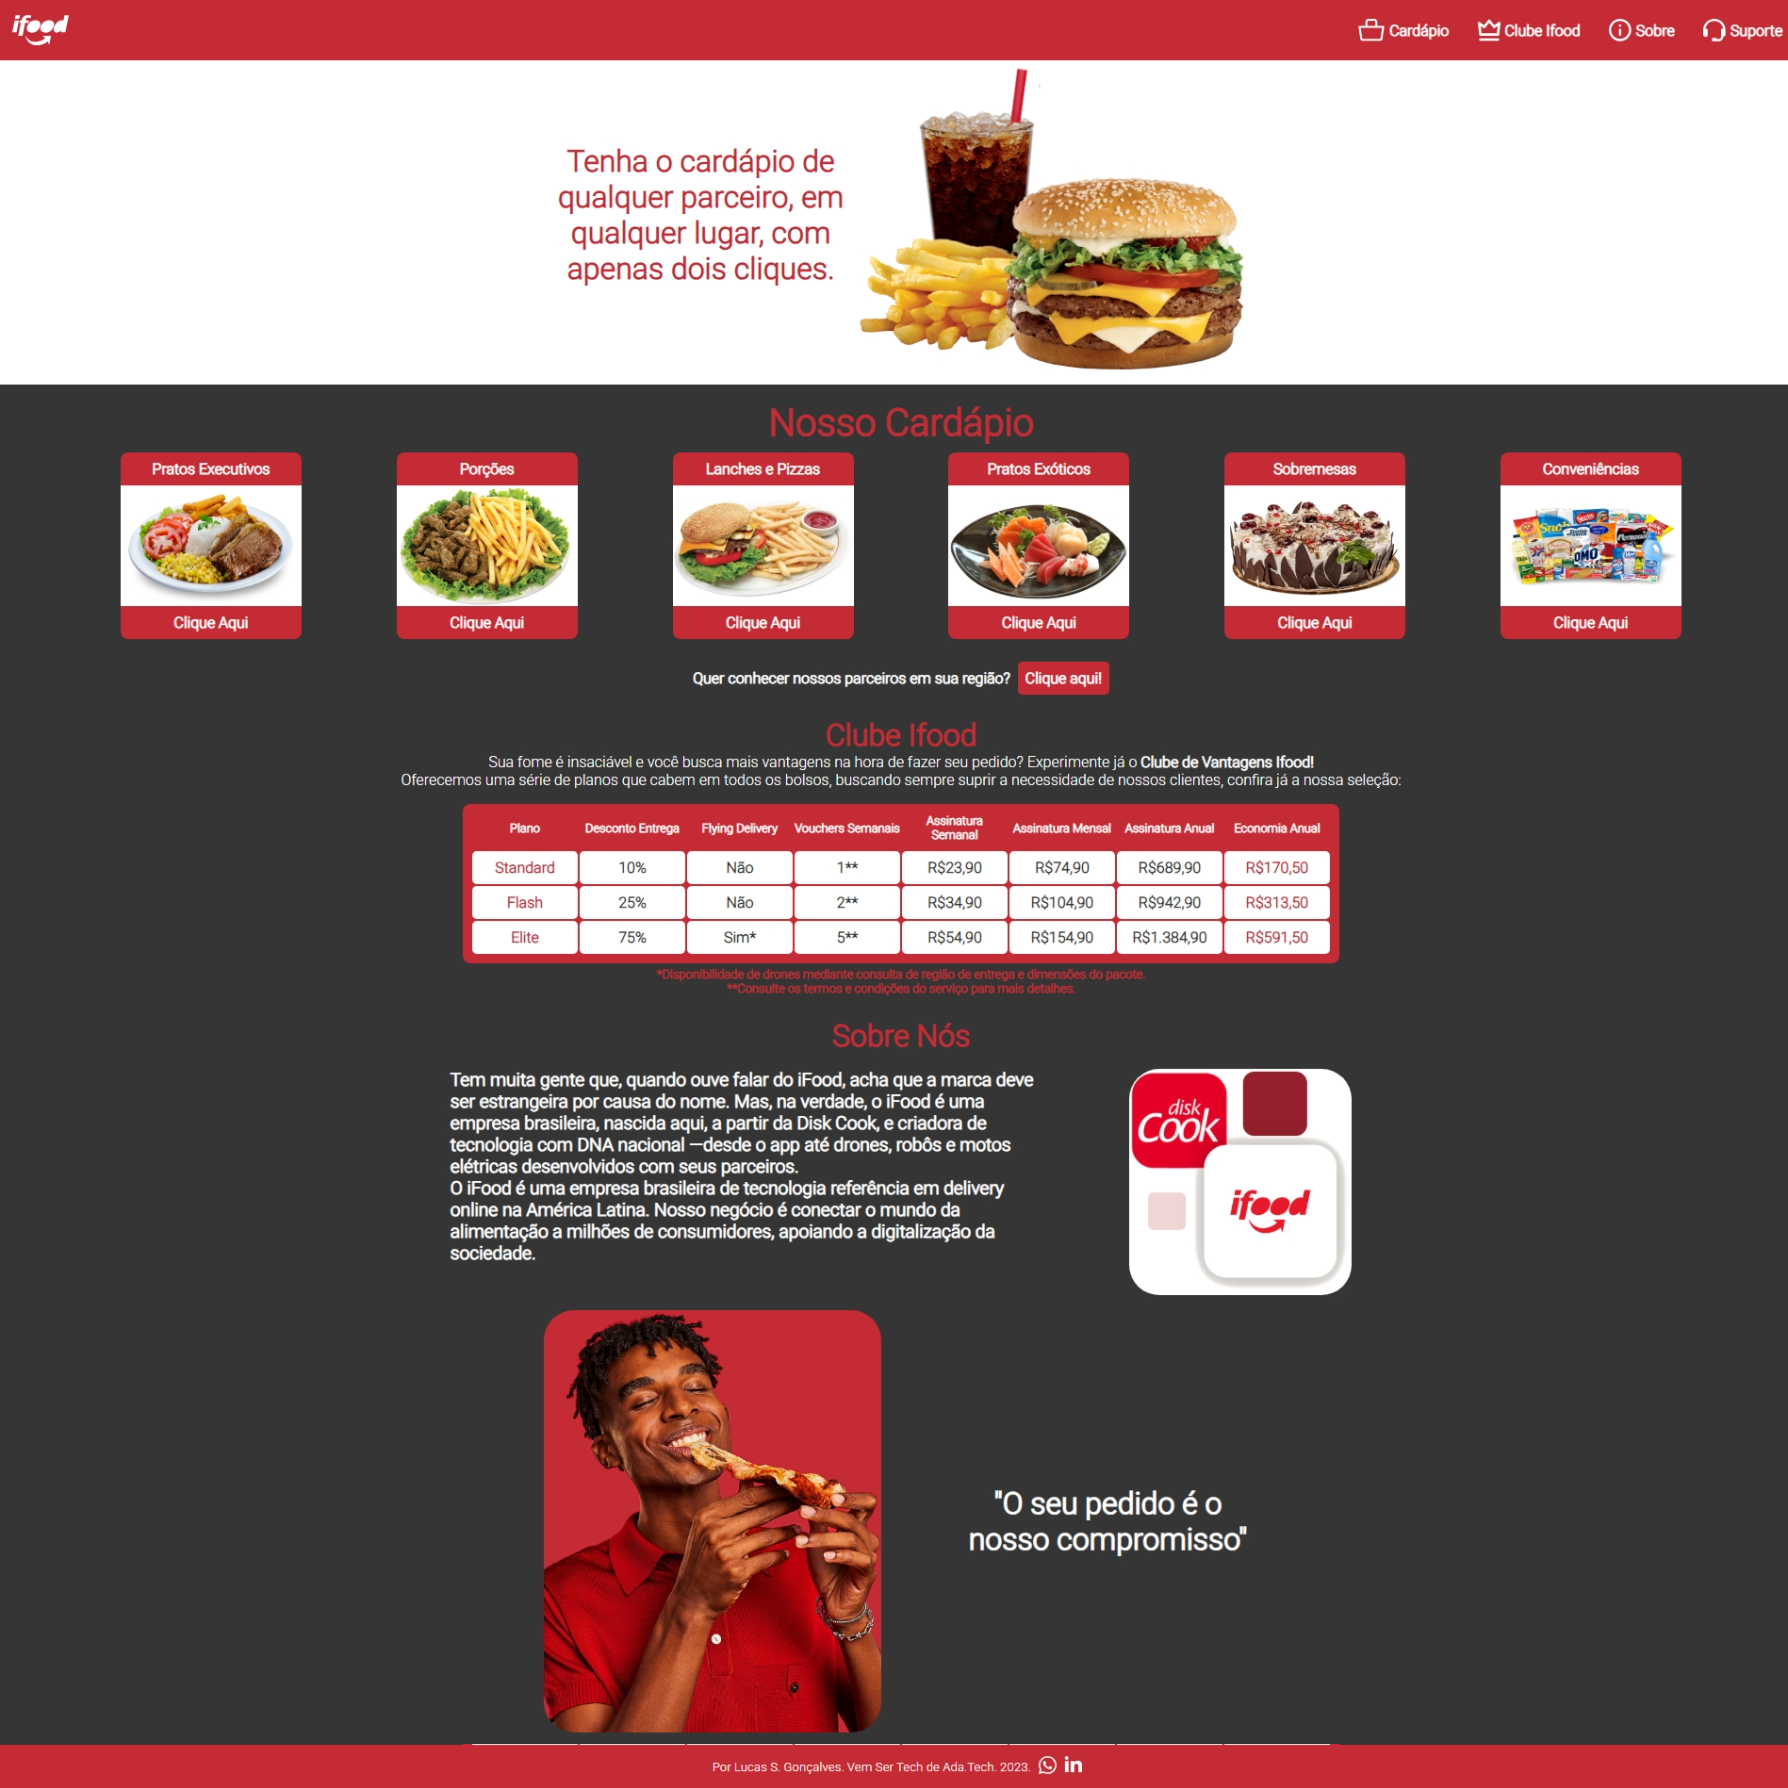 ifood
Cardápio
Clube Ifood
Sobre
Suporte
Tenha o cardápio de
qualquer parceiro, em
qualquer lugar, com
apenas dois cliques.
Nosso Cardápio
Pratos Executivos
Clique Aqui
Porções
Clique Aqui
Lanches e Pizzas
Clique Aqui
Pratos Exóticos
Clique Aqui
Sobremesas
Clique Aqui
Conveniências
OMO
Clique Aqui
Quer conhecer nossos parceiros em sua região? Clique aqui!
Clube Ifood
Sua fome é insaciável e você busca mais vantagens na hora de fazer seu pedido? Experimente já o Clube de Vantagens Ifood!
Oferecemos uma série de planos que cabem em todos os bolsos, buscando sempre suprir a necessidade de nossos clientes, confira já a nossa seleção:
Plano Desconto Entrega Flying Delivery Vouchers Semanais Assinatura Semanal Assinatura Mensal Assinatura Anual Economia Anual
Standard 10% Não 1** R$23,90 R$74,90 R$689,90 R$170,50
Flash 25% Não 2** R$34,90 R$104,90 R$942,90 R$313,50
Elite 75% Sim* 5** R$54,90 R$154,90 R$1.384,90 R$591,50
*Disponibilidade de drones mediante consulta de região de entrega e dimensões do pacote.
**Consulte os termos e condições do serviço para mais detalhes.
Sobre Nós
Tem muita gente que, quando ouve falar do iFood, acha que a marca deve
ser estrangeira por causa do nome. Mas, na verdade, o iFood é uma
empresa brasileira, nascida aqui, a partir da Disk Cook, e criadora de
tecnologia com DNA nacional —desde o app até drones, robôs e motos
elétricas desenvolvidos com seus parceiros.
O iFood é uma empresa brasileira de tecnologia referência em delivery
online na América Latina. Nosso negócio é conectar o mundo da
alimentação a milhões de consumidores, apoiando a digitalização da
sociedade.
disk
Cook
ifood
"O seu pedido é o
nosso compromisso"
Por Lucas S. Gonçalves. Vem Ser Tech de Ada.Tech. 2023.
in